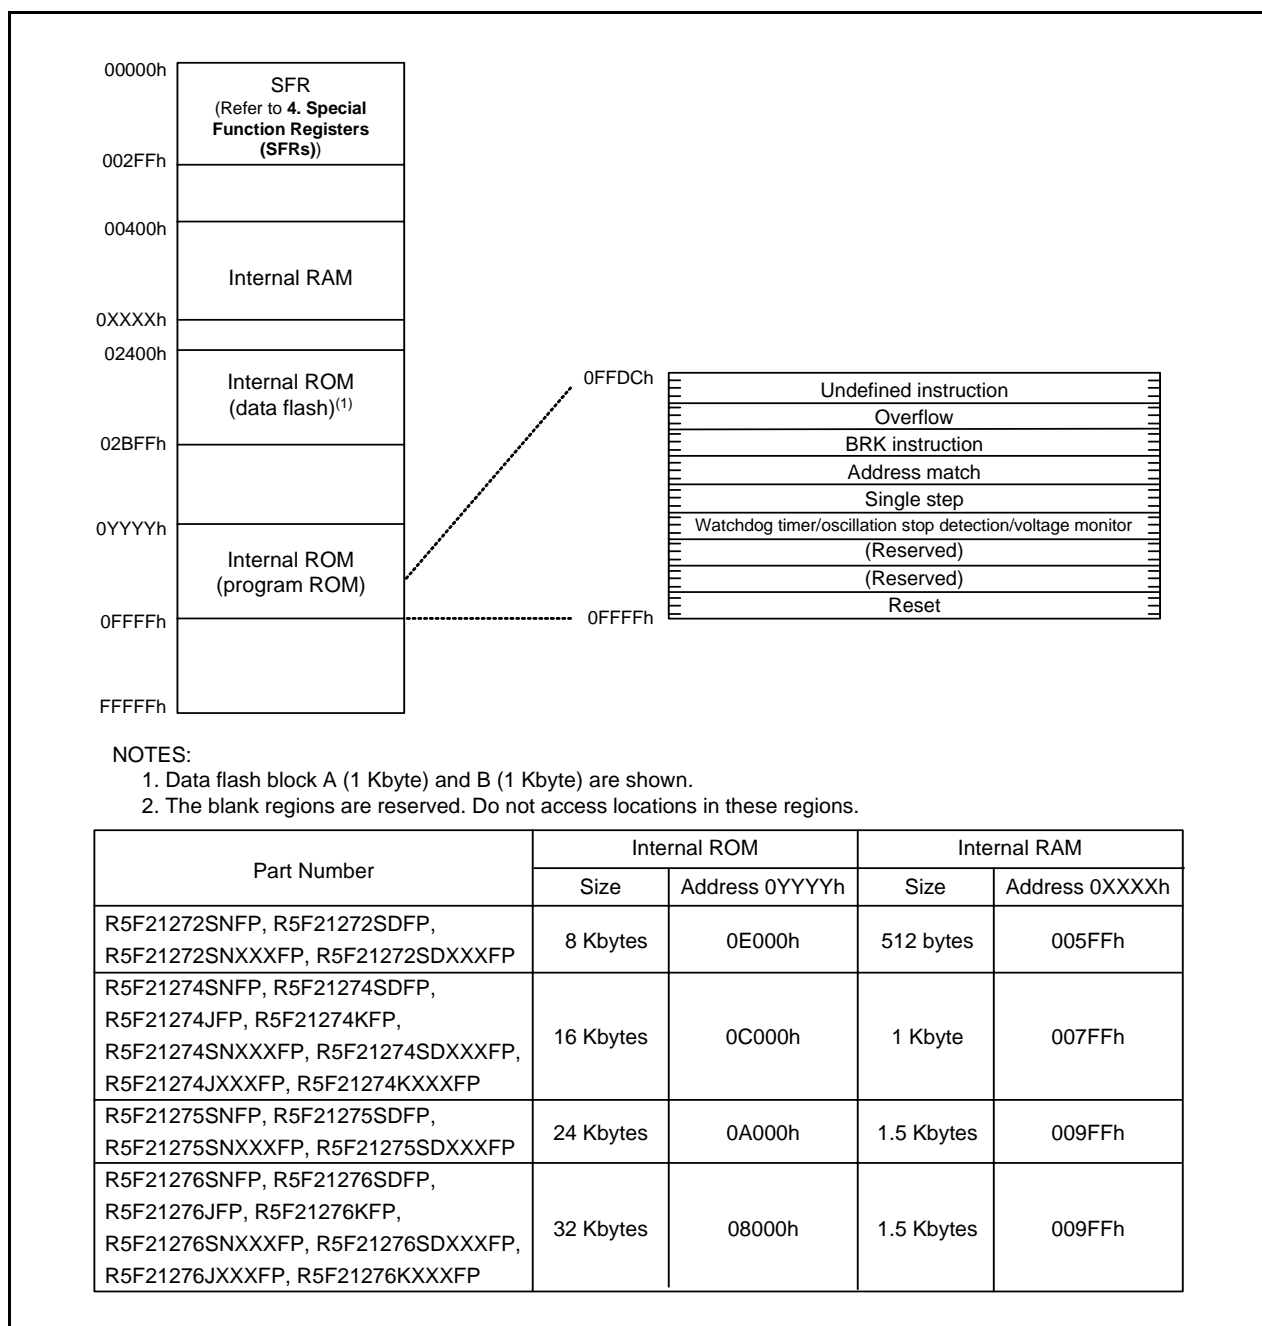 00000h
SFR
(Refer to 4. Special
Function Registers
(SFRs))
002FFh
00400h
Internal RAM
0XXXXh
02400h
Internal ROM
(data flash)(1)
02BFFh
0YYYYh
Internal ROM
(program ROM)
0FFFFh
FFFFFh
0FFDCh
Undefined instruction
Overflow
BRK instruction
Address match
Single step
Watchdog timer/oscillation stop detection/voltage monitor
(Reserved)
(Reserved)
Reset
0FFFFh
NOTES:
1. Data flash block A (1 Kbyte) and B (1 Kbyte) are shown.
2. The blank regions are reserved. Do not access locations in these regions.
Part Number
Internal ROM
Internal RAM
Size
Address 0YYYYh
Size
Address 0XXXXh
R5F21272SNFP, R5F21272SDFP,
R5F21272SNXXXFP, R5F21272SDXXXFP
8 Kbytes
0E000h
512 bytes
005FFh
R5F21274SNFP, R5F21274SDFP,
R5F21274JFP, R5F21274KFP,
R5F21274SNXXXFP, R5F21274SDXXXFP,
R5F21274JXXXFP, R5F21274KXXXFP
16 Kbytes
0C000h
1 Kbyte
007FFh
R5F21275SNFP, R5F21275SDFP,
R5F21275SNXXXFP, R5F21275SDXXXFP
24 Kbytes
0A000h
1.5 Kbytes
009FFh
R5F21276SNFP, R5F21276SDFP,
R5F21276JFP, R5F21276KFP,
R5F21276SNXXXFP, R5F21276SDXXXFP,
R5F21276JXXXFP, R5F21276KXXXFP
32 Kbytes
08000h
1.5 Kbytes
009FFh